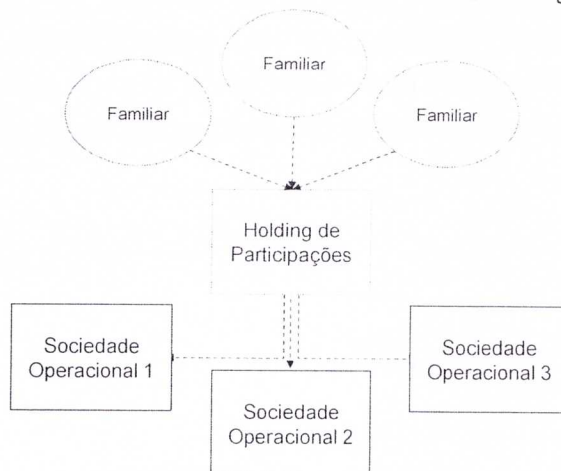 Familiar
Familiar
Familiar
Holding de
Participações
Sociedade
Operacional 1
Sociedade
Operacional 2
Sociedade
Operacional 3